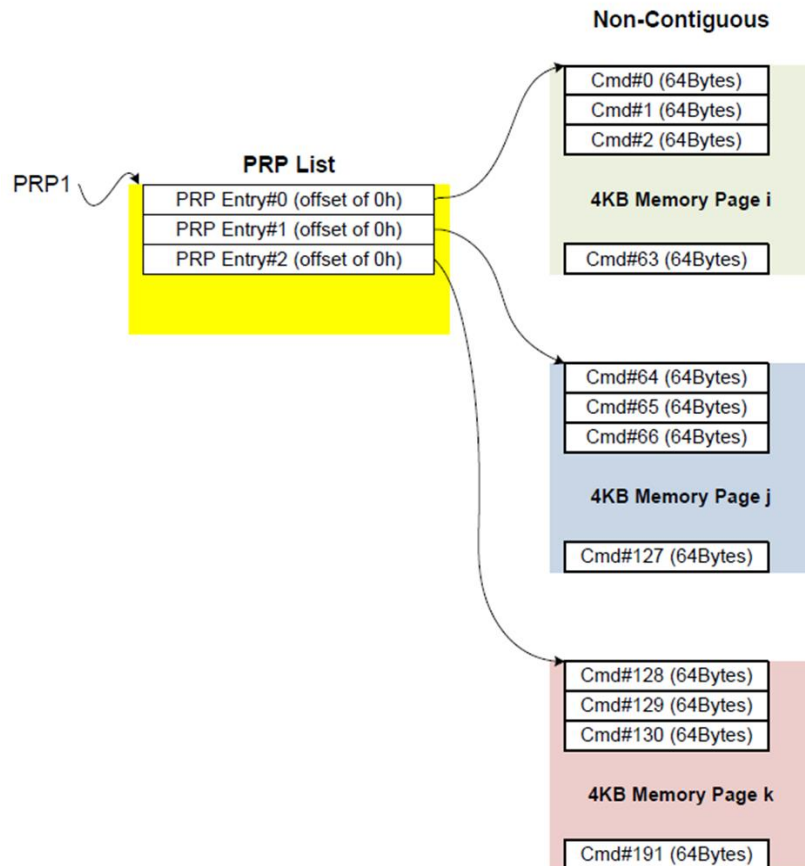 Non-Contiguous
PRP1
PRP List
PRP Entry#0 (offset of 0h)
PRP Entry#1 (offset of 0h)
PRP Entry#2 (offset of 0h)
Cmd#0 (64Bytes)
Cmd#1 (64Bytes)
Cmd#2 (64Bytes)
4KB Memory Page i
Cmd#63 (64Bytes)
Cmd#64 (64Bytes)
Cmd#65 (64Bytes)
Cmd#66 (64Bytes)
4KB Memory Page j
Cmd#127 (64Bytes)
Cmd#128 (64Bytes)
Cmd#129 (64Bytes)
Cmd#130 (64Bytes)
4KB Memory Page k
Cmd#191 (64Bytes)